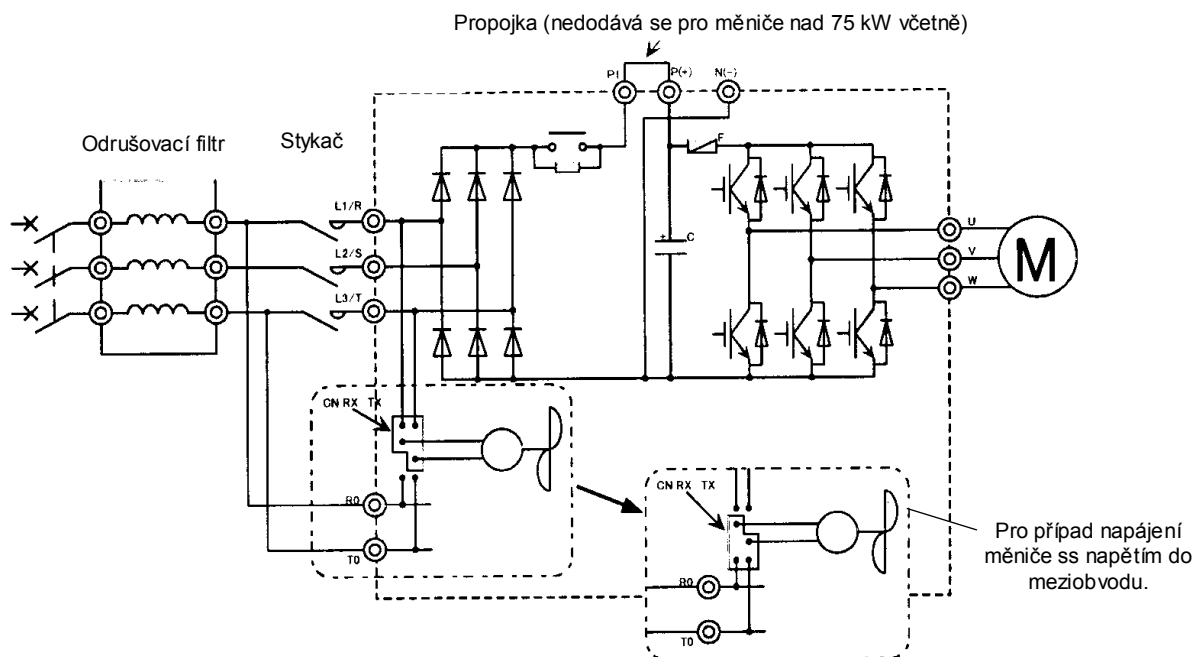 Propojka (nedodává se pro měniče nad 75 kW včetně)
P1 P(+) N(-)
Odrušovací filtr
Stykač
F
L1/R
L2/S
L3/T
C
U
V
W
M
CN RX TX
R0
T0
CN RX TX
R0
T0
Pro případ napájení
měniče ss napětím do
meziobvodu.